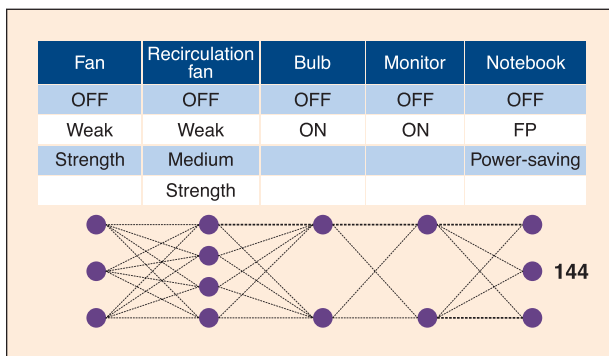 Fan Recirculation fan Bulb Monitor Notebook
OFF OFF OFF OFF OFF
Weak Weak ON ON FP
Strength Medium Power-saving
Strength
144